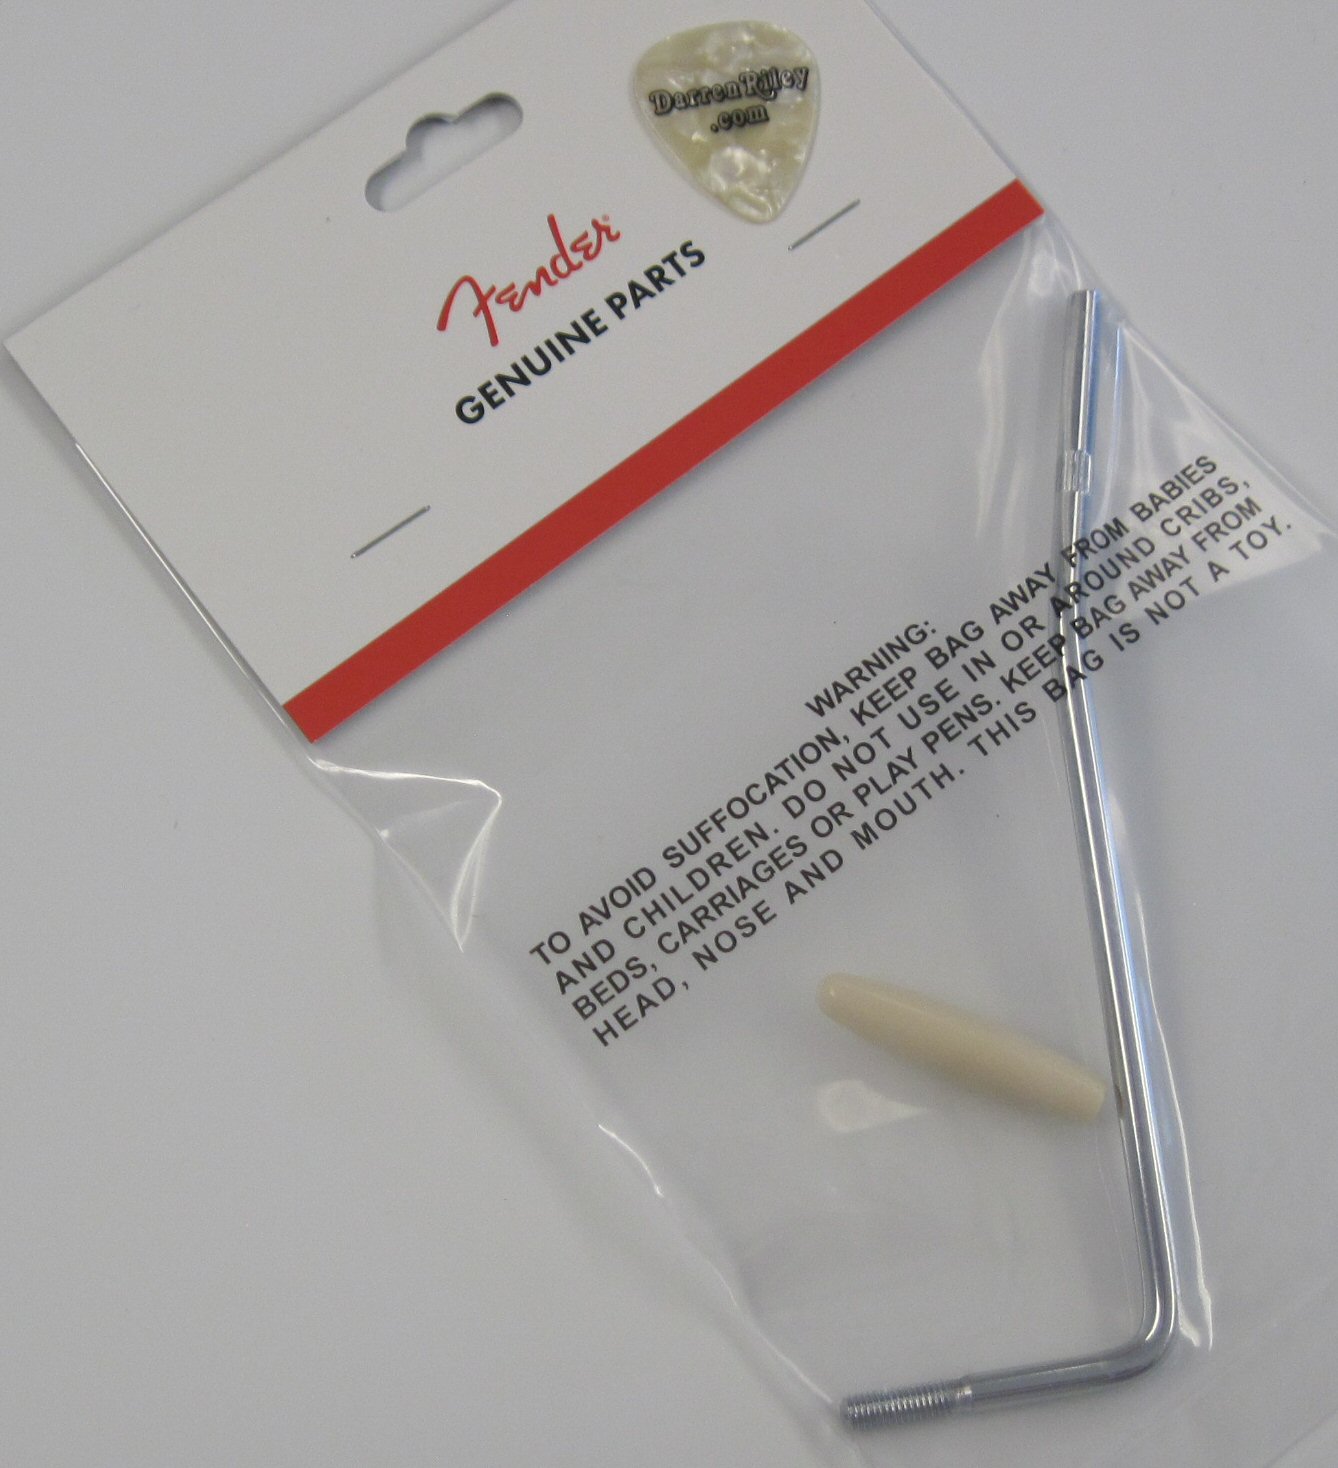 DarrenRiley
.com
Fender
GENUINE PARTS
WARNING:
TO AVOID SUFFOCATION, KEEP BAG AWAY FROM BABIES
AND CHILDREN. DO NOT USE IN OR AROUND CRIBS,
BEDS, CARRIAGES OR PLAY PENS. KEEP BAG AWAY FROM
HEAD, NOSE AND MOUTH. THIS BAG IS NOT A TOY.